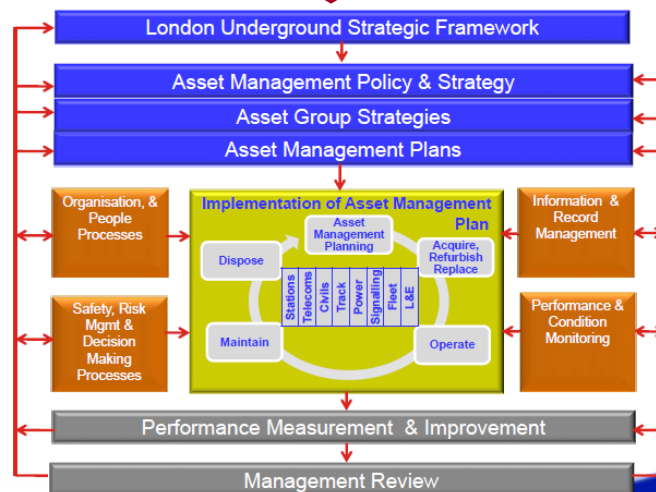 London Underground Strategic Framework
Asset Management Policy & Strategy
Asset Group Strategies
Asset Management Plans
Organisation, &
People
Processes
Implementation of Asset Management
Plan
Information &
Record
Management
Asset
Management
Planning
Acquire,
Refurbish
Replace
Dispose
Stations
Telecoms
Civils
Track
Power
Signalling
Fleet
L&E
Safety, Risk
Mgmt &
Decision
Making
Processes
Maintain
Operate
Performance &
Condition
Monitoring
Performance Measurement & Improvement
Management Review